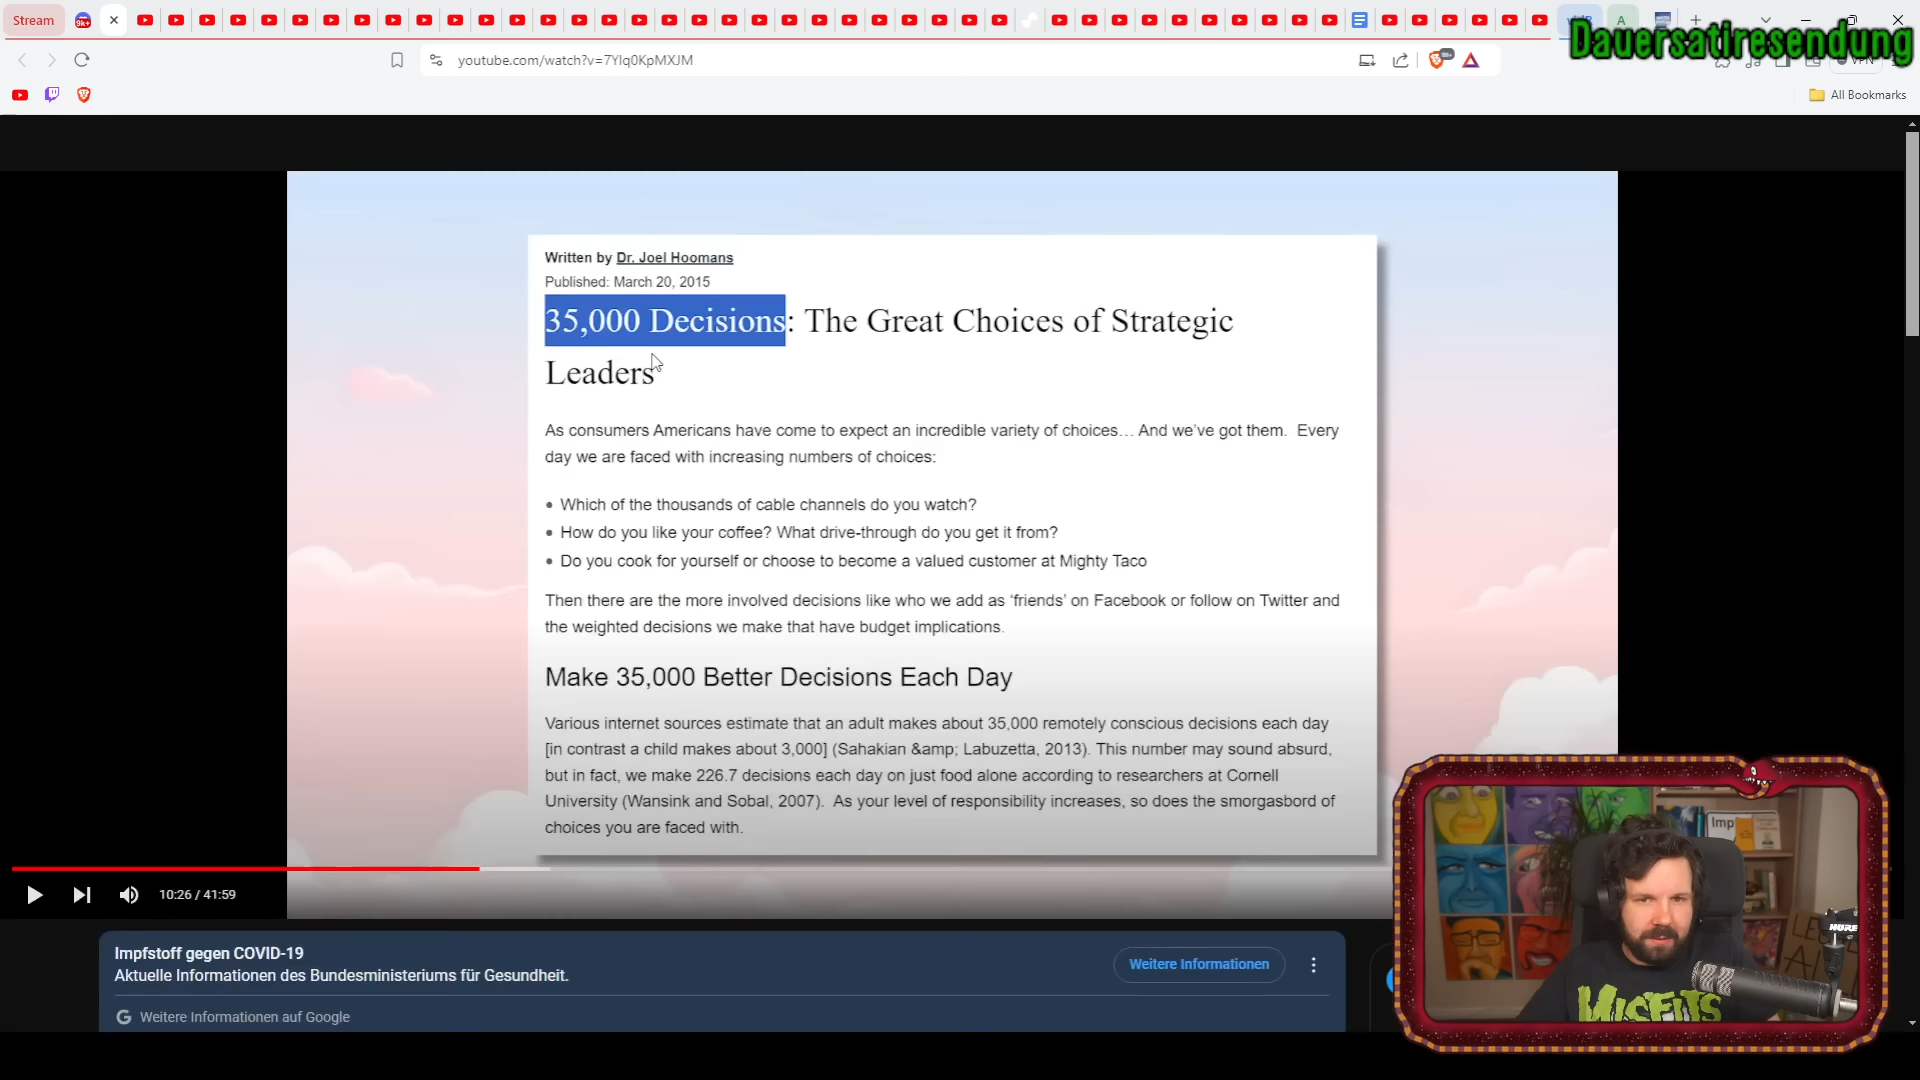 Stream
9k+
A
Dauersatiresendung
youtube.com/watch?v=7YIq0KpMXJM
VPN
All Bookmarks
Written by Dr. Joel Hoomans
Published: March 20, 2015
35,000 Decisions: The Great Choices of Strategic
Leaders
As consumers Americans have come to expect an incredible variety of choices… And we’ve got them.  Every
day we are faced with increasing numbers of choices:
• Which of the thousands of cable channels do you watch?
• How do you like your coffee? What drive-through do you get it from?
• Do you cook for yourself or choose to become a valued customer at Mighty Taco
Then there are the more involved decisions like who we add as ‘friends’ on Facebook or follow on Twitter and
the weighted decisions we make that have budget implications.
Make 35,000 Better Decisions Each Day
Various internet sources estimate that an adult makes about 35,000 remotely conscious decisions each day
[in contrast a child makes about 3,000] (Sahakian &amp; Labuzetta, 2013). This number may sound absurd,
but in fact, we make 226.7 decisions each day on just food alone according to researchers at Cornell
University (Wansink and Sobal, 2007).  As your level of responsibility increases, so does the smorgasbord of
choices you are faced with.
10:26 / 41:59
Impfstoff gegen COVID-19
Aktuelle Informationen des Bundesministeriums für Gesundheit.
Weitere Informationen
G Weitere Informationen auf Google
MISFITS